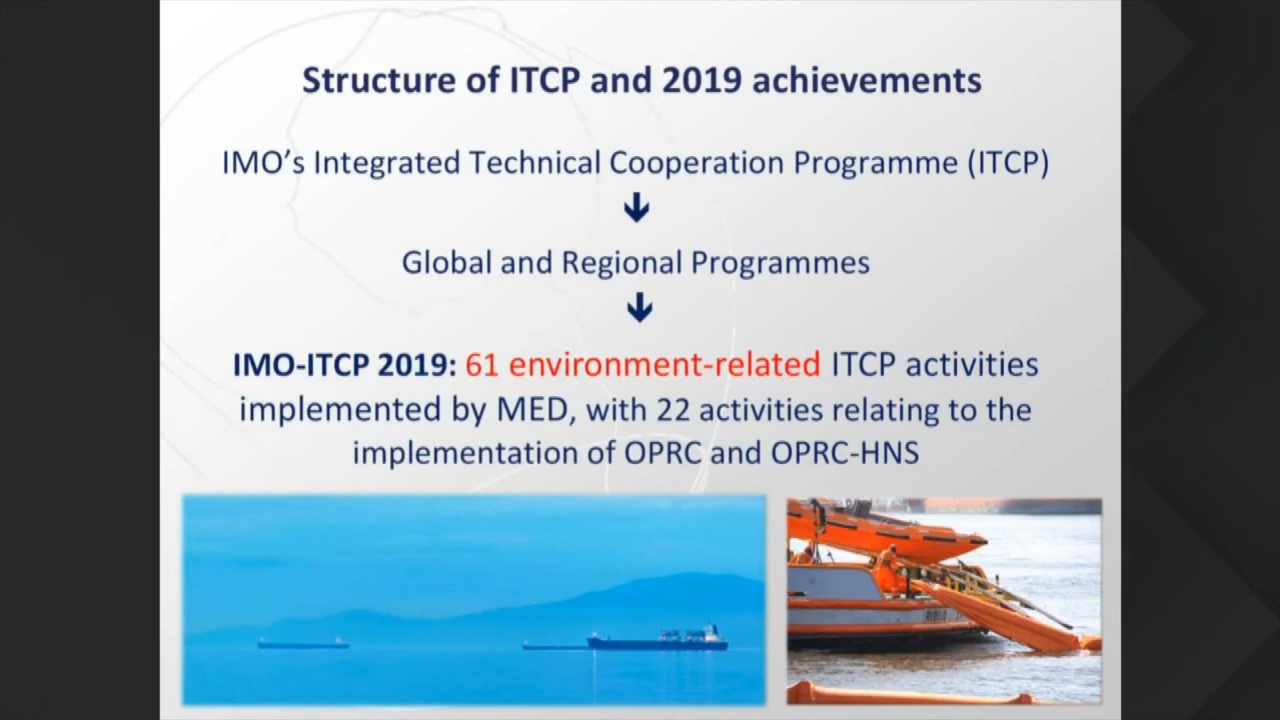 Structure of ITCP and 2019 achievements
IMO's Integrated Technical Cooperation Programme (ITCP)
Global and Regional Programmes
IMO-ITCP 2019: 61 environment-related ITCP activities
implemented by MED, with 22 activities relating to the
implementation of OPRC and OPRC-HNS